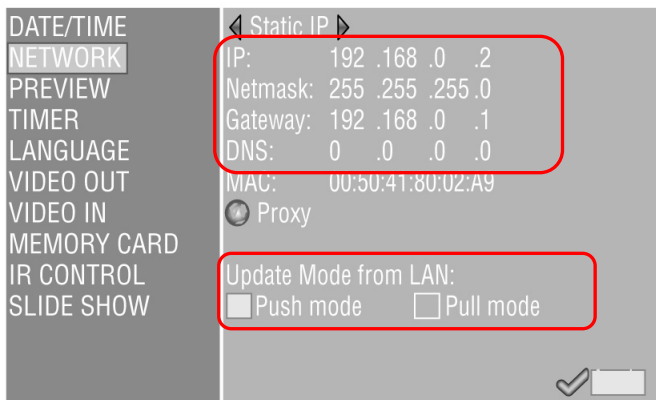 DATE/TIME
NETWORK
PREVIEW
TIMER
LANGUAGE
VIDEO OUT
VIDEO IN
MEMORY CARD
IR CONTROL
SLIDE SHOW
Static IP
IP: 192 .168 .0 .2
Netmask: 255 .255 .255 .0
Gateway: 192 .168 .0 .1
DNS: 0 .0 .0 .0
MAC: 00:50:41:80:02:A9
Proxy
Update Mode from LAN:
Push mode Pull mode